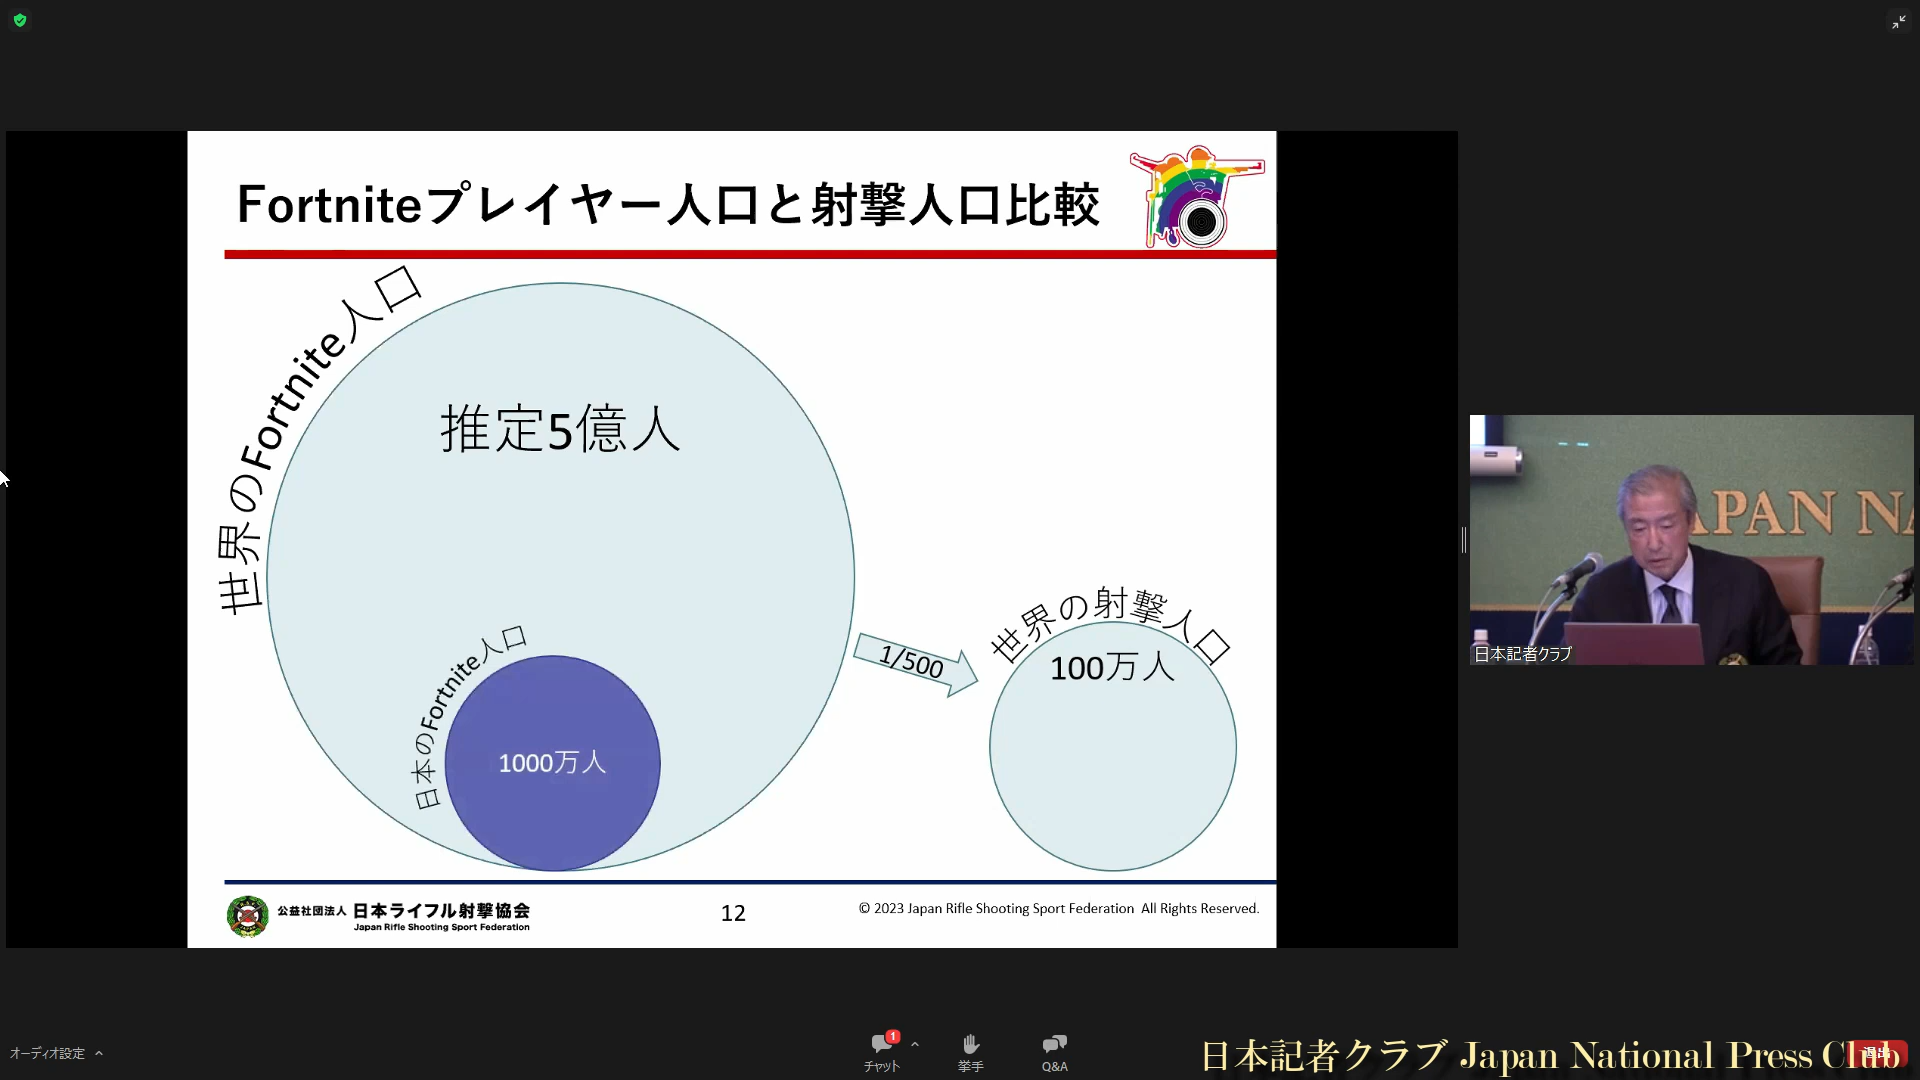 Fortniteプレイヤー人口と射撃人口比較
世界のFortnite人口
推定5億人
日本のFortnite人口
1000万人
1/500
世界の射撃人口
100万人
公益社団法人 日本ライフル射撃協会
Japan Rifle Shooting Sport Federation
12
© 2023 Japan Rifle Shooting Sport Federation All Rights Reserved.
APAN NA
日本記者クラブ
オーディオ設定
1
チャット
挙手
Q&A
退出
日本記者クラブ Japan National Press Club